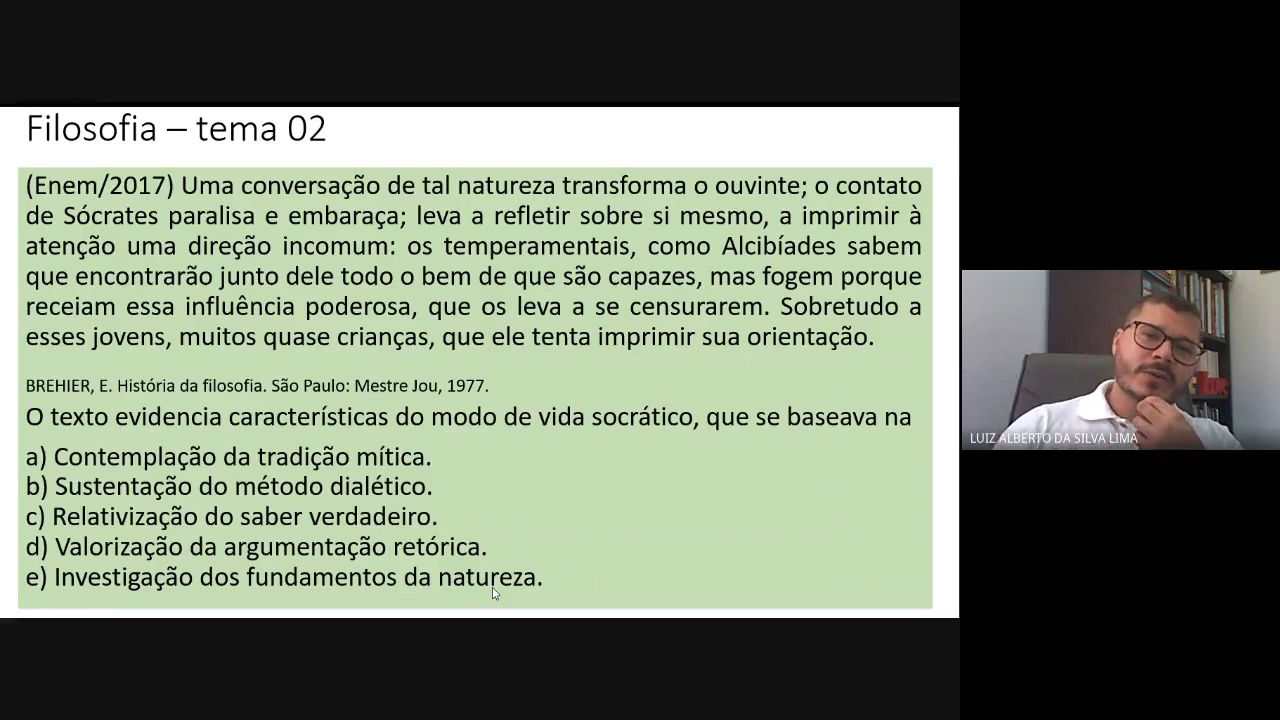 Filosofia – tema 02
(Enem/2017) Uma conversação de tal natureza transforma o ouvinte; o contato
de Sócrates paralisa e embaraça; leva a refletir sobre si mesmo, a imprimir à
atenção uma direção incomum: os temperamentais, como Alcibíades sabem
que encontrarão junto dele todo o bem de que são capazes, mas fogem porque
receiam essa influência poderosa, que os leva a se censurarem. Sobretudo a
esses jovens, muitos quase crianças, que ele tenta imprimir sua orientação.
BREHIER, E. História da filosofia. São Paulo: Mestre Jou, 1977.
O texto evidencia características do modo de vida socrático, que se baseava na
a) Contemplação da tradição mítica.
b) Sustentação do método dialético.
c) Relativização do saber verdadeiro.
d) Valorização da argumentação retórica.
e) Investigação dos fundamentos da natureza.
LUIZ ALBERTO DA SILVA LIMA